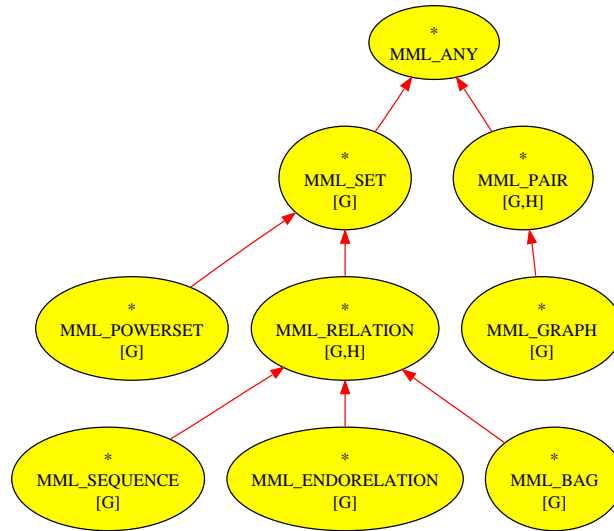 *
MML_ANY
*
MML_SET
[G]
*
MML_PAIR
[G,H]
*
MML_POWERSET
[G]
*
MML_RELATION
[G,H]
*
MML_GRAPH
[G]
*
MML_SEQUENCE
[G]
*
MML_ENDORELATION
[G]
*
MML_BAG
[G]